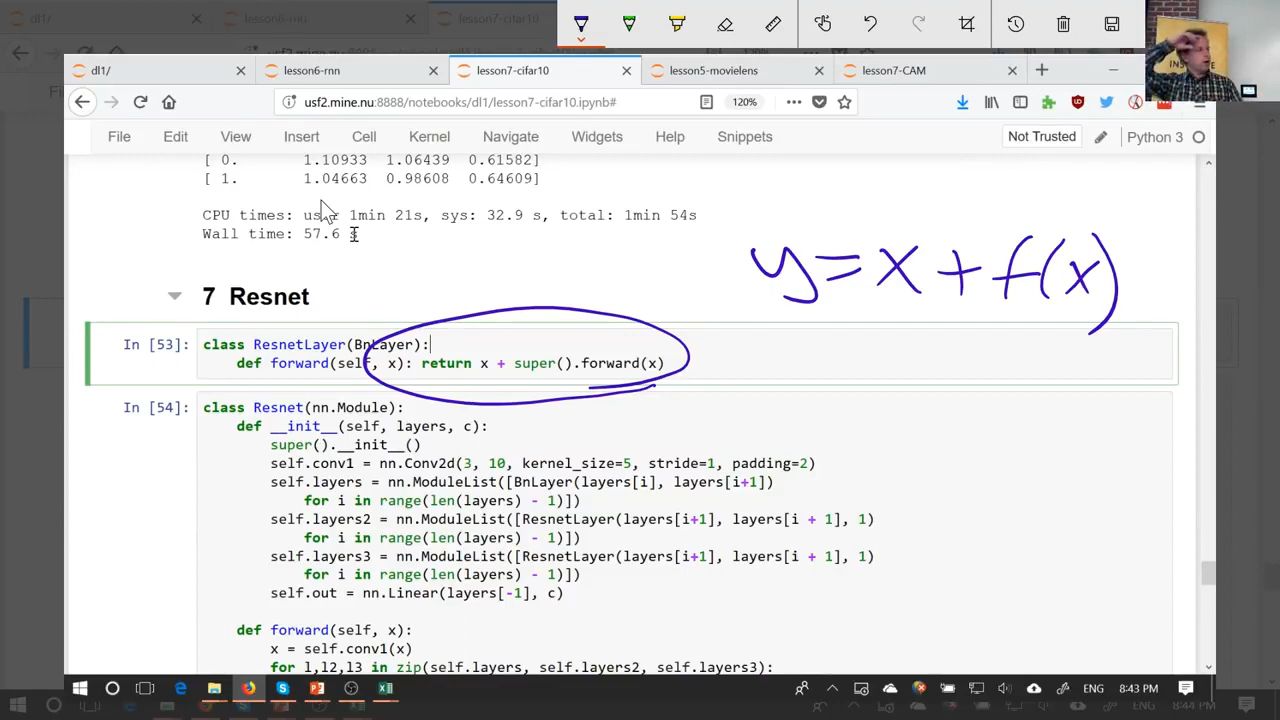 dl1/ lesson6-rnn lesson7-cifar10
dl1/ lesson6-rnn lesson7-cifar10 lesson5-movielens lesson7-CAM
usf2.mine.nu:8888/notebooks/dl1/lesson7-cifar10.ipynb# 120%
File Edit View Insert Cell Kernel Navigate Widgets Help Snippets Not Trusted Python 3
[ 0. 1.10933 1.06439 0.61582]
[ 1. 1.04663 0.98608 0.64609]
CPU times: user 1min 21s, sys: 32.9 s, total: 1min 54s
Wall time: 57.6 s
y = x + f(x)
7 Resnet
In [53]: class ResnetLayer(BnLayer):
def forward(self, x): return x + super().forward(x)
In [54]: class Resnet(nn.Module):
def __init__(self, layers, c):
super().__init__()
self.conv1 = nn.Conv2d(3, 10, kernel_size=5, stride=1, padding=2)
self.layers = nn.ModuleList([BnLayer(layers[i], layers[i+1])
for i in range(len(layers) - 1)])
self.layers2 = nn.ModuleList([ResnetLayer(layers[i+1], layers[i + 1], 1)
for i in range(len(layers) - 1)])
self.layers3 = nn.ModuleList([ResnetLayer(layers[i+1], layers[i + 1], 1)
for i in range(len(layers) - 1)])
self.out = nn.Linear(layers[-1], c)
def forward(self, x):
x = self.conv1(x)
for l,l2,l3 in zip(self.layers, self.layers2, self.layers3):
ENG 8:43 PM
ENG 8:44 PM